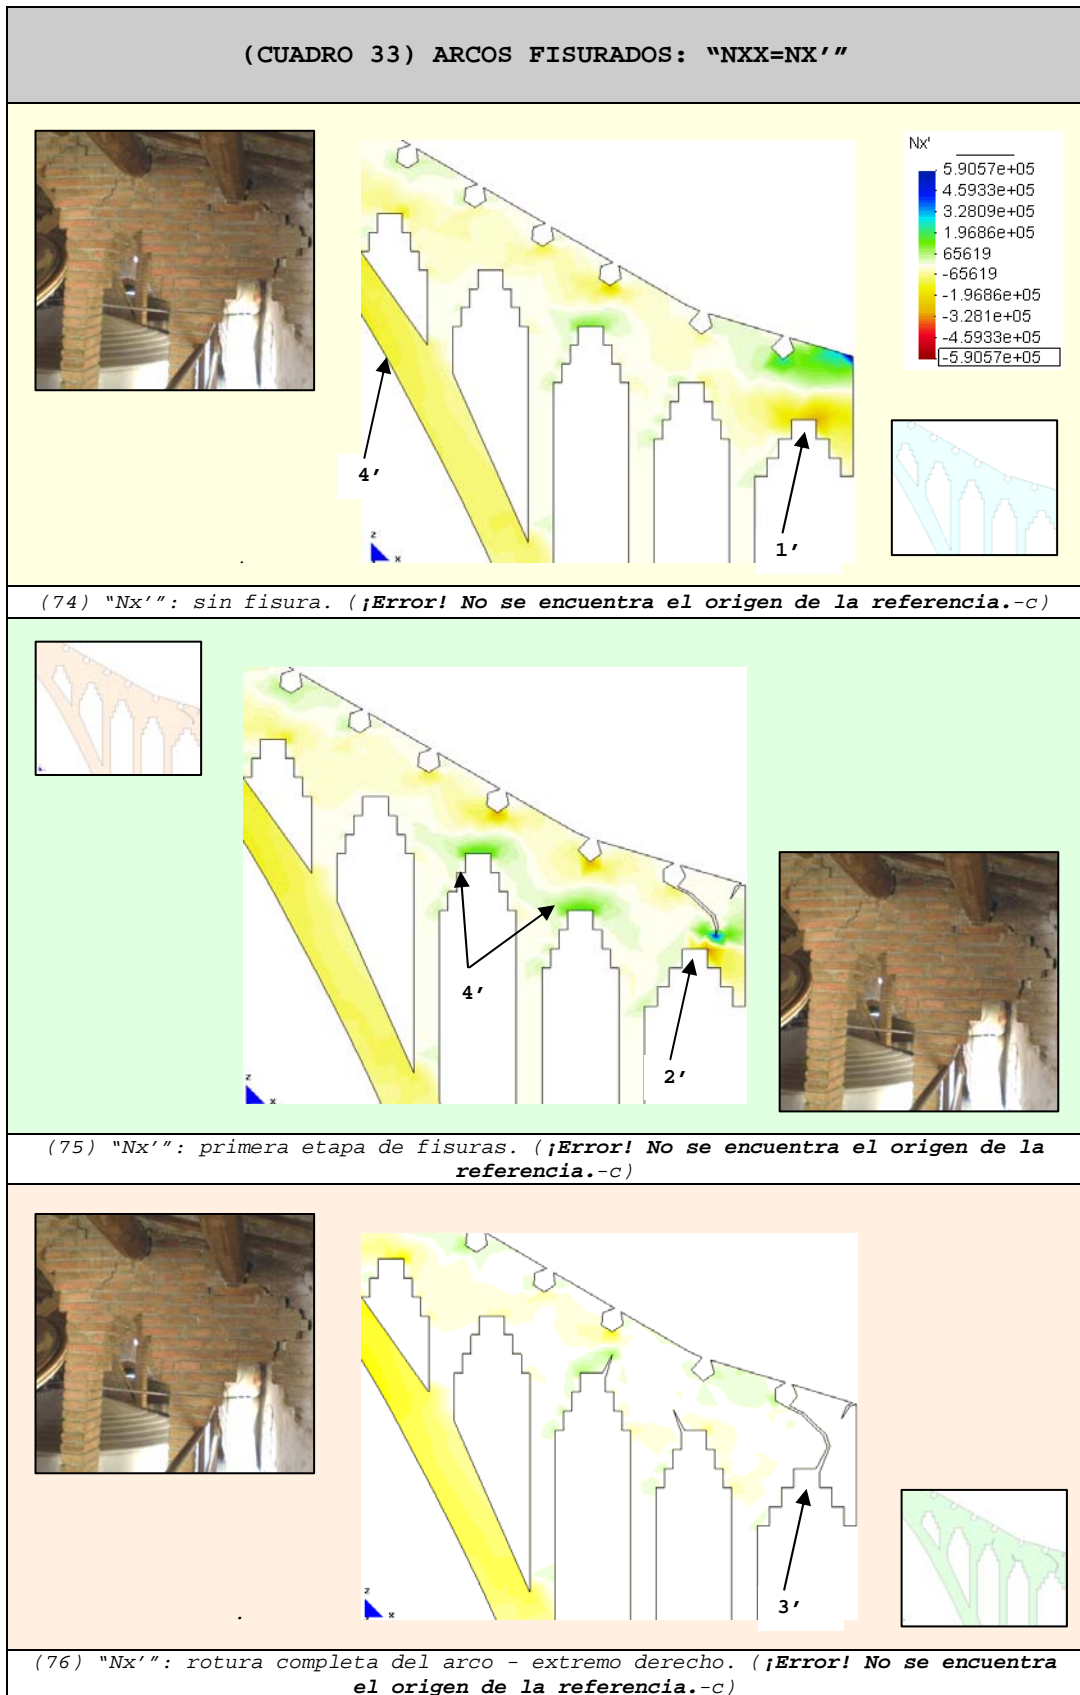 (CUADRO 33) ARCOS FISURADOS: “NXX=NX’”
Nx'
5.9057e+05
4.5933e+05
3.2809e+05
1.9686e+05
65619
-65619
-1.9686e+05
-3.281e+05
-4.5933e+05
-5.9057e+05
4’
1’
z
x
.
(74) “Nx’”: sin fisura. (¡Error! No se encuentra el origen de la referencia.-c)
4’
2’
z
x
(75) “Nx’”: primera etapa de fisuras. (¡Error! No se encuentra el origen de la
referencia.-c)
3’
z
x
.
(76) “Nx’”: rotura completa del arco - extremo derecho. (¡Error! No se encuentra
el origen de la referencia.-c)